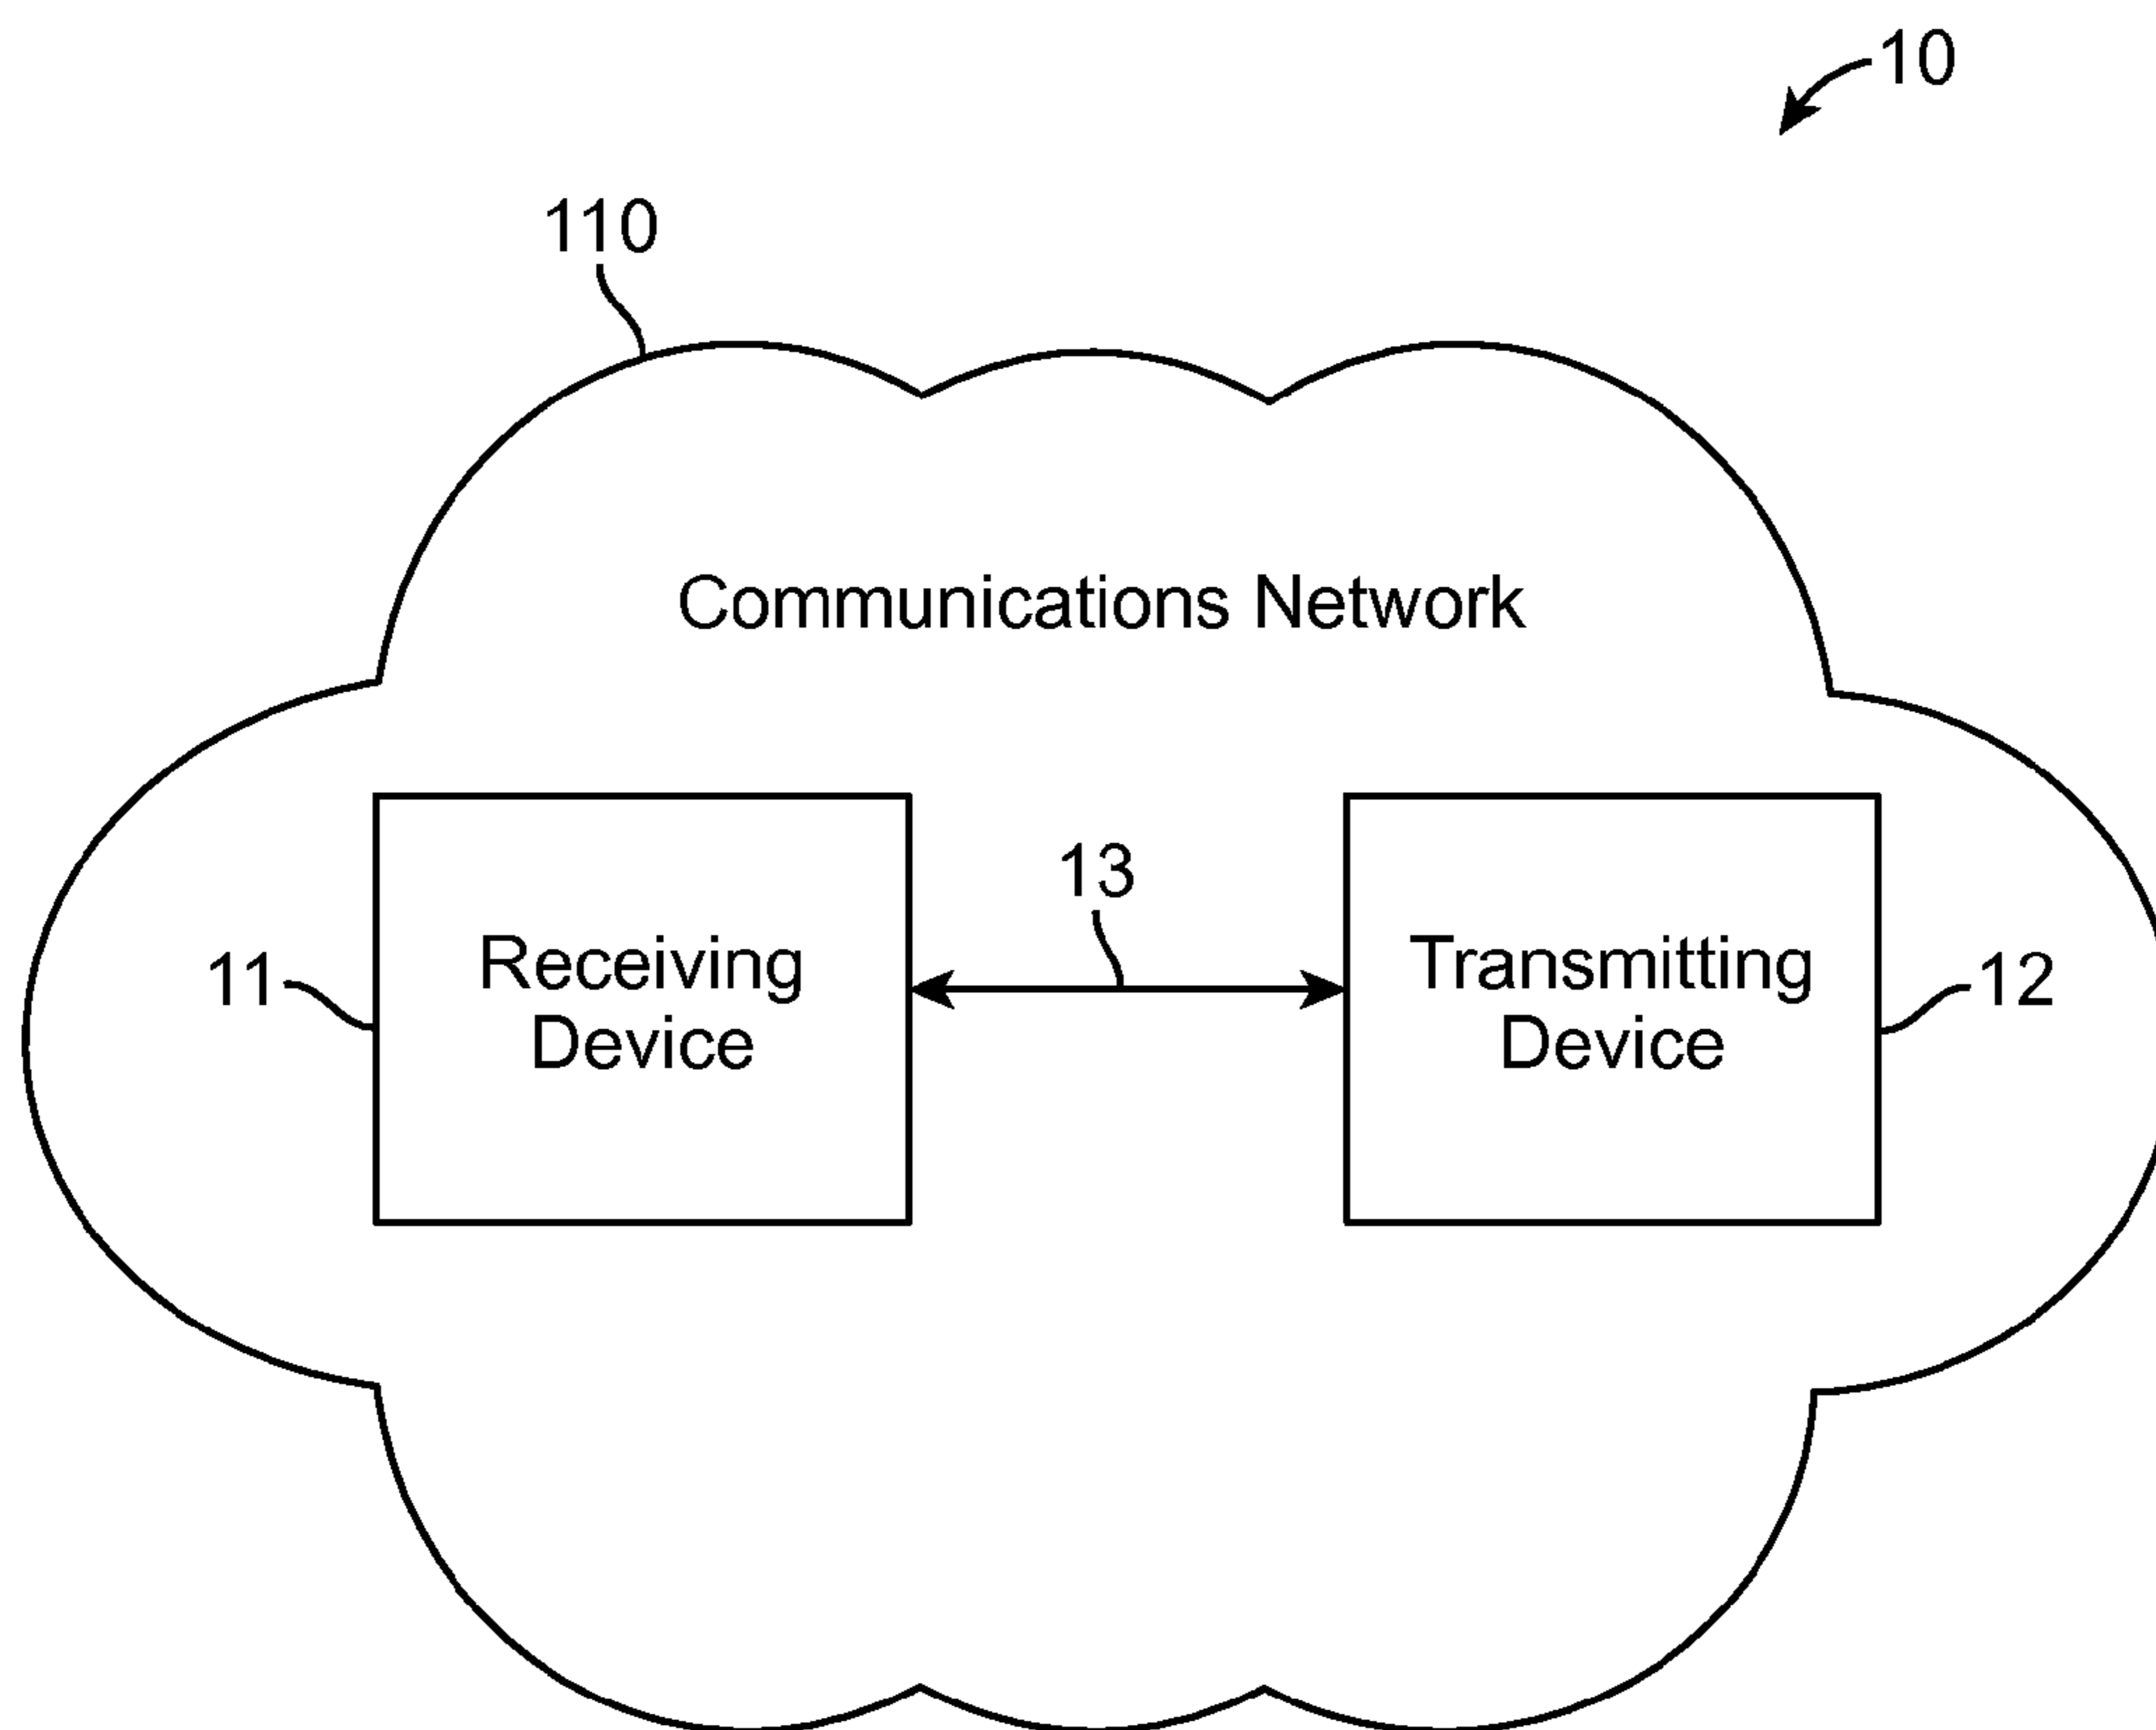 10
110
Communications Network
13
11
Receiving
Device
Transmitting
Device
12